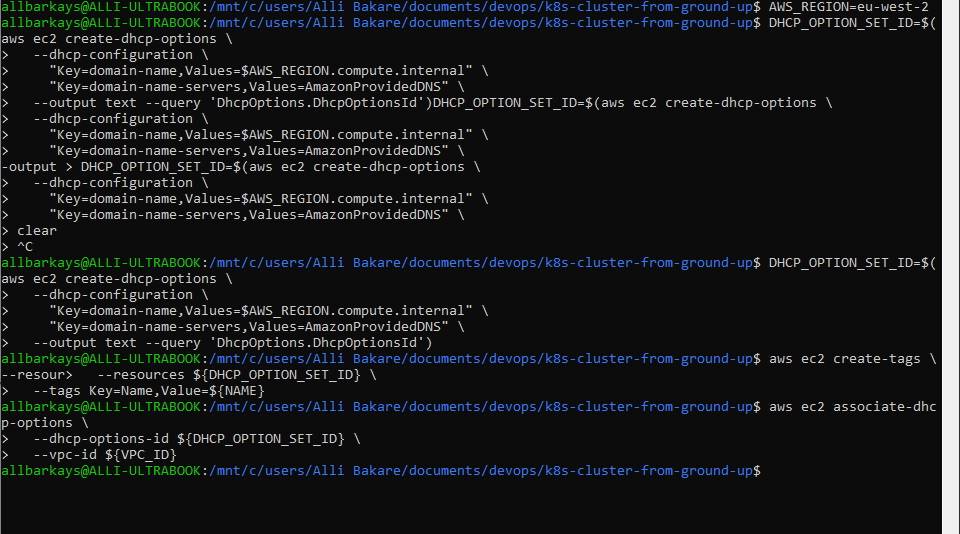 allbarkays@ALLI-ULTRABOOK:/mnt/c/users/Alli Bakare/documents/devops/k8s-cluster-from-ground-up$ AWS_REGION=eu-west-2
allbarkays@ALLI-ULTRABOOK:/mnt/c/users/Alli Bakare/documents/devops/k8s-cluster-from-ground-up$ DHCP_OPTION_SET_ID=$(
aws ec2 create-dhcp-options \
>   --dhcp-configuration \
>     "Key=domain-name,Values=$AWS_REGION.compute.internal" \
>     "Key=domain-name-servers,Values=AmazonProvidedDNS" \
>   --output text --query 'DhcpOptions.DhcpOptionsId')DHCP_OPTION_SET_ID=$(aws ec2 create-dhcp-options \
>   --dhcp-configuration \
>     "Key=domain-name,Values=$AWS_REGION.compute.internal" \
>     "Key=domain-name-servers,Values=AmazonProvidedDNS" \
-output > DHCP_OPTION_SET_ID=$(aws ec2 create-dhcp-options \
>   --dhcp-configuration \
>     "Key=domain-name,Values=$AWS_REGION.compute.internal" \
>     "Key=domain-name-servers,Values=AmazonProvidedDNS" \
> clear
> ^C
allbarkays@ALLI-ULTRABOOK:/mnt/c/users/Alli Bakare/documents/devops/k8s-cluster-from-ground-up$ DHCP_OPTION_SET_ID=$(
aws ec2 create-dhcp-options \
>   --dhcp-configuration \
>     "Key=domain-name,Values=$AWS_REGION.compute.internal" \
>     "Key=domain-name-servers,Values=AmazonProvidedDNS" \
>   --output text --query 'DhcpOptions.DhcpOptionsId')
allbarkays@ALLI-ULTRABOOK:/mnt/c/users/Alli Bakare/documents/devops/k8s-cluster-from-ground-up$ aws ec2 create-tags \
--resour>   --resources ${DHCP_OPTION_SET_ID} \
>   --tags Key=Name,Value=${NAME}
allbarkays@ALLI-ULTRABOOK:/mnt/c/users/Alli Bakare/documents/devops/k8s-cluster-from-ground-up$ aws ec2 associate-dhc
p-options \
>   --dhcp-options-id ${DHCP_OPTION_SET_ID} \
>   --vpc-id ${VPC_ID}
allbarkays@ALLI-ULTRABOOK:/mnt/c/users/Alli Bakare/documents/devops/k8s-cluster-from-ground-up$